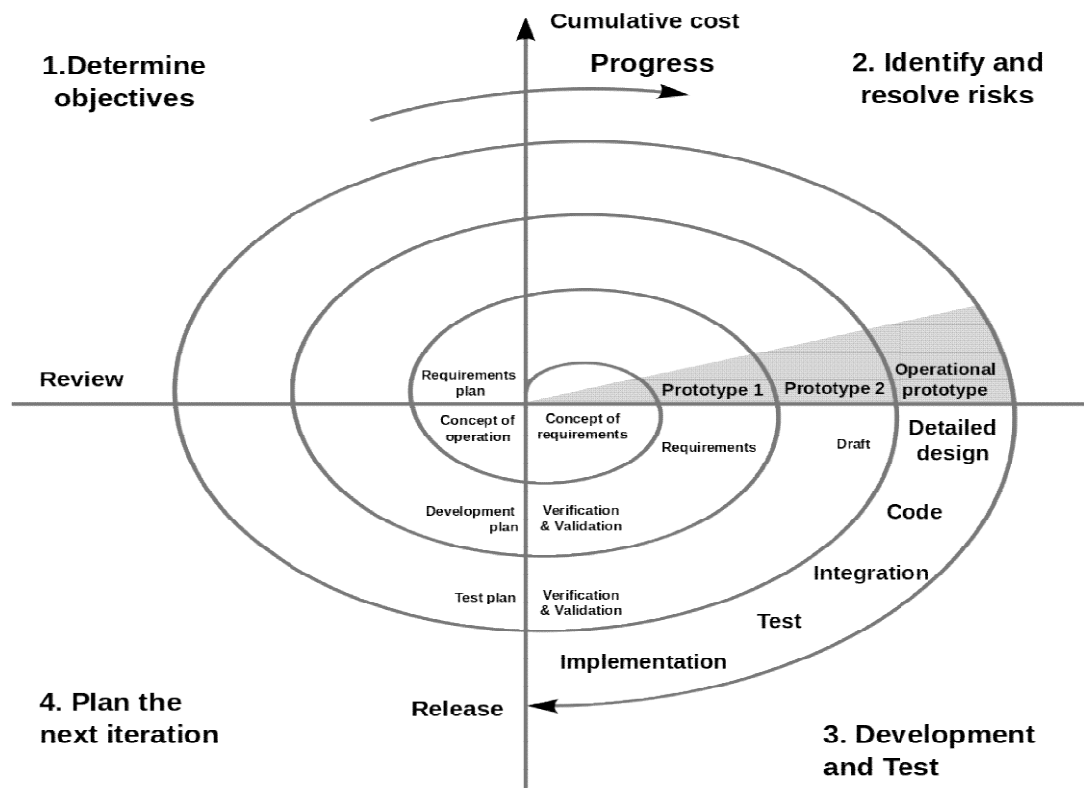 Cumulative cost
Progress
1.Determine
objectives
2. Identify and
resolve risks
Review
Requirements
plan
Prototype 1
Prototype 2
Operational
prototype
Concept of
operation
Concept of
requirements
Requirements
Draft
Detailed
design
Development
plan
Verification
& Validation
Code
Integration
Test plan
Verification
& Validation
Test
Implementation
Release
4. Plan the
next iteration
3. Development
and Test